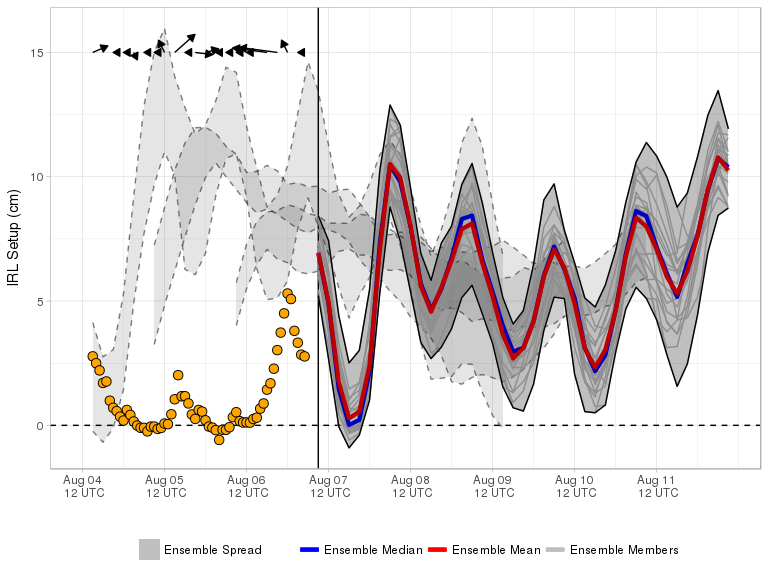 15
10
5
0
IRL Setup (cm)
Aug 04 Aug 05 Aug 06 Aug 07 Aug 08 Aug 09 Aug 10 Aug 11
12 UTC 12 UTC 12 UTC 12 UTC 12 UTC 12 UTC 12 UTC 12 UTC
Ensemble Spread Ensemble Median Ensemble Mean Ensemble Members